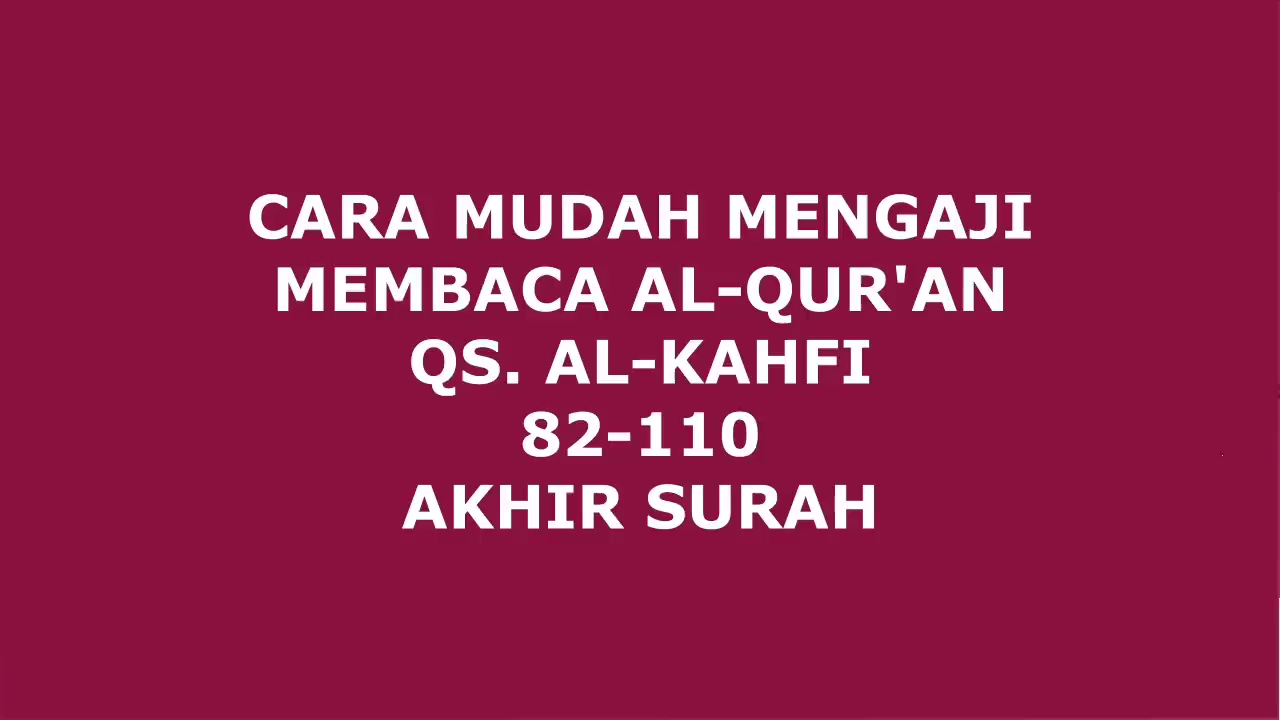 CARA MUDAH MENGAJI
MEMBACA AL-QUR'AN
QS. AL-KAHFI
82-110
AKHIR SURAH